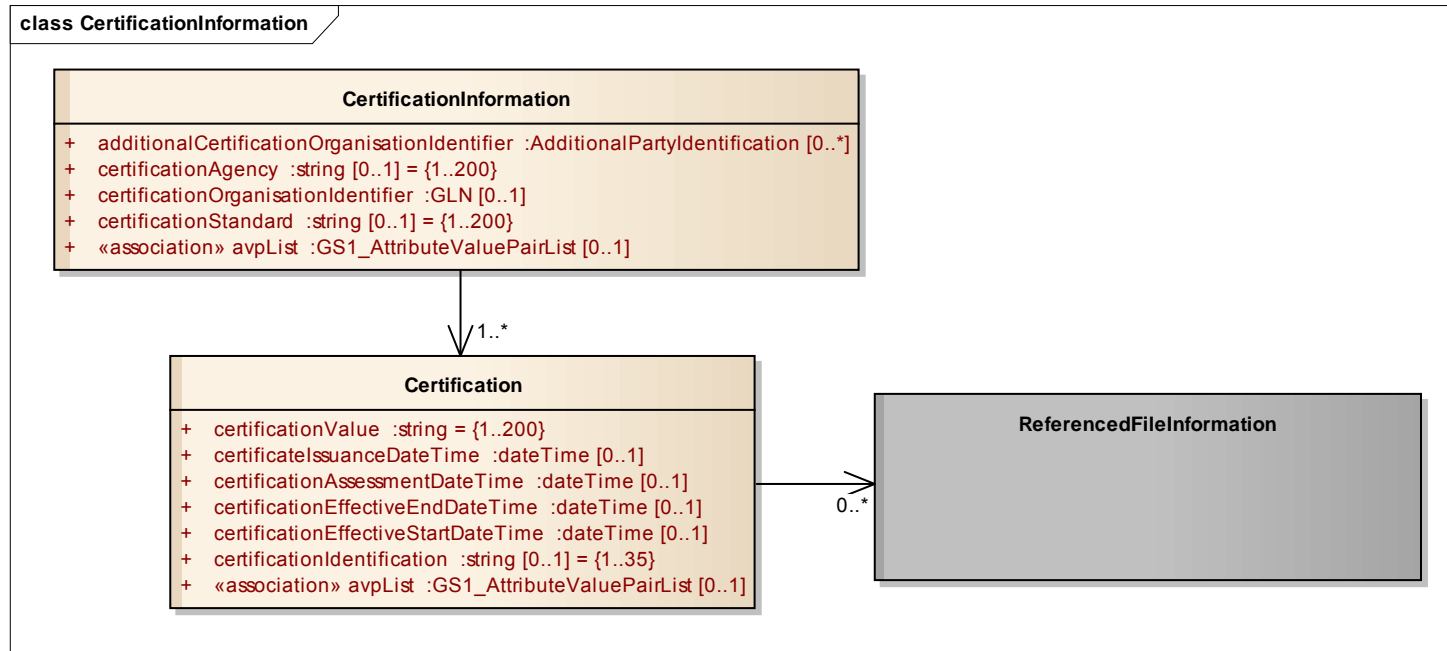 class CertificationInformation
CertificationInformation
+ additionalCertificationOrganisationIdentifier :AdditionalPartyIdentification [0..*]
+ certificationAgency :string [0..1] = {1..200}
+ certificationOrganisationIdentifier :GLN [0..1]
+ certificationStandard :string [0..1] = {1..200}
+ «association» avpList :GS1_AttributeValuePairList [0..1]
1..*
Certification
+ certificationValue :string = {1..200}
+ certificateIssuanceDateTime :dateTime [0..1]
+ certificationAssessmentDateTime :dateTime [0..1]
+ certificationEffectiveEndDateTime :dateTime [0..1]
+ certificationEffectiveStartDateTime :dateTime [0..1]
+ certificationIdentification :string [0..1] = {1..35}
+ «association» avpList :GS1_AttributeValuePairList [0..1]
0..*
ReferencedFileInformation